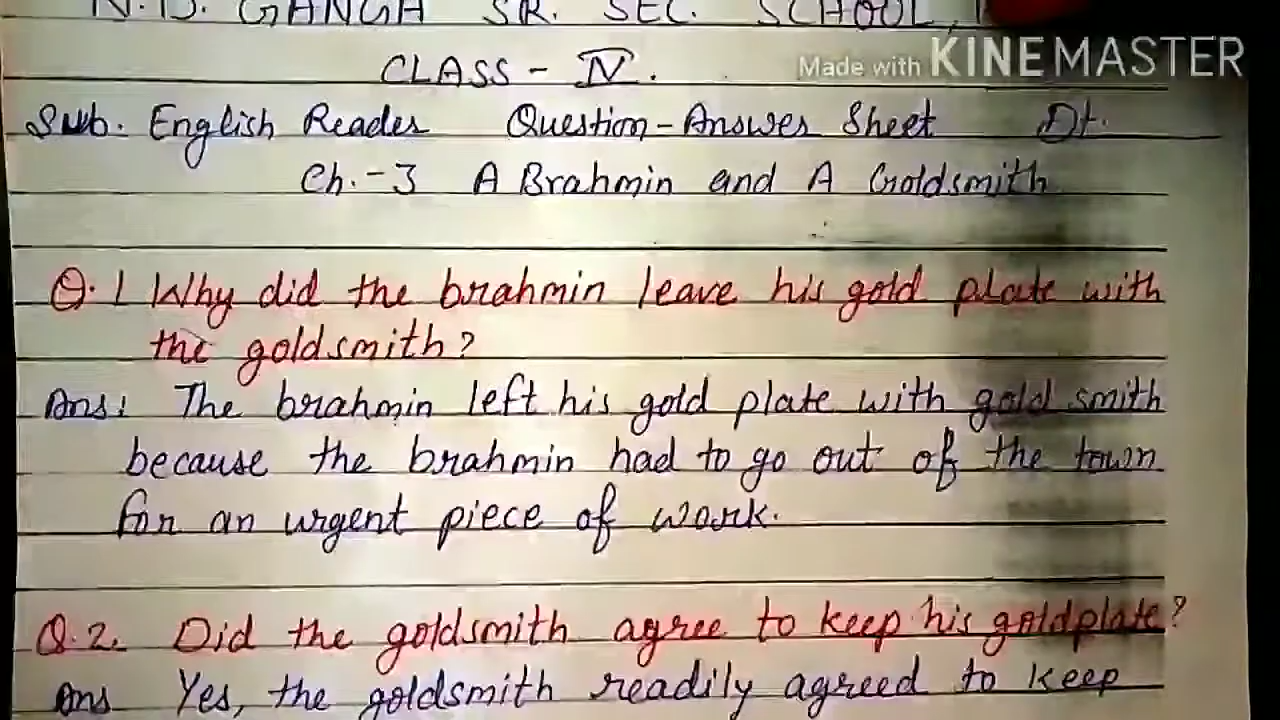 N.D. GANGA SR. SEC. SCHOOL,
Made with KINEMASTER
CLASS - IV.
Sub. English Reader Question-Answer Sheet Dt.
Ch.-3 A Brahmin and A Goldsmith
Q.1 Why did the brahmin leave his gold plate with
the goldsmith?
Ans: The brahmin left his gold plate with gold smith
because the brahmin had to go out of the town
for an urgent piece of work.
Q.2. Did the goldsmith agree to keep his goldplate?
Ans Yes, the goldsmith readily agreed to keep